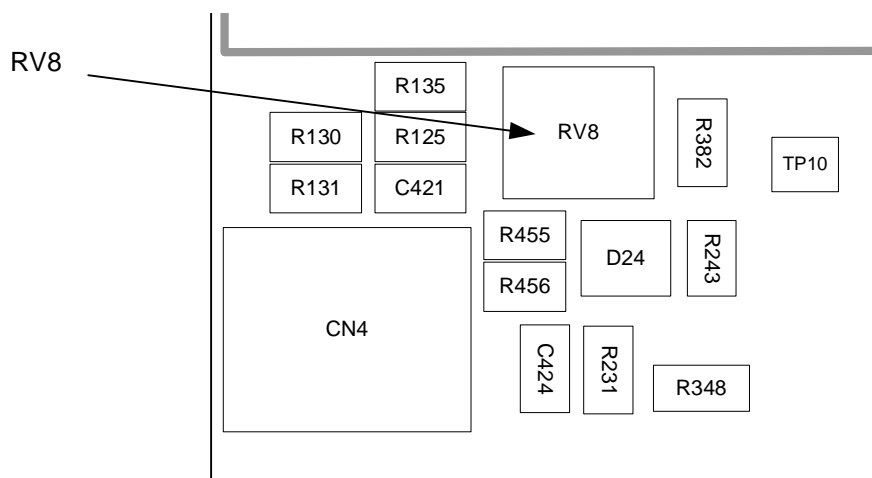 RV8
R135
RV8
R382
R130
R125
TP10
R131
C421
R455
D24
R243
R456
CN4
C424
R231
R348